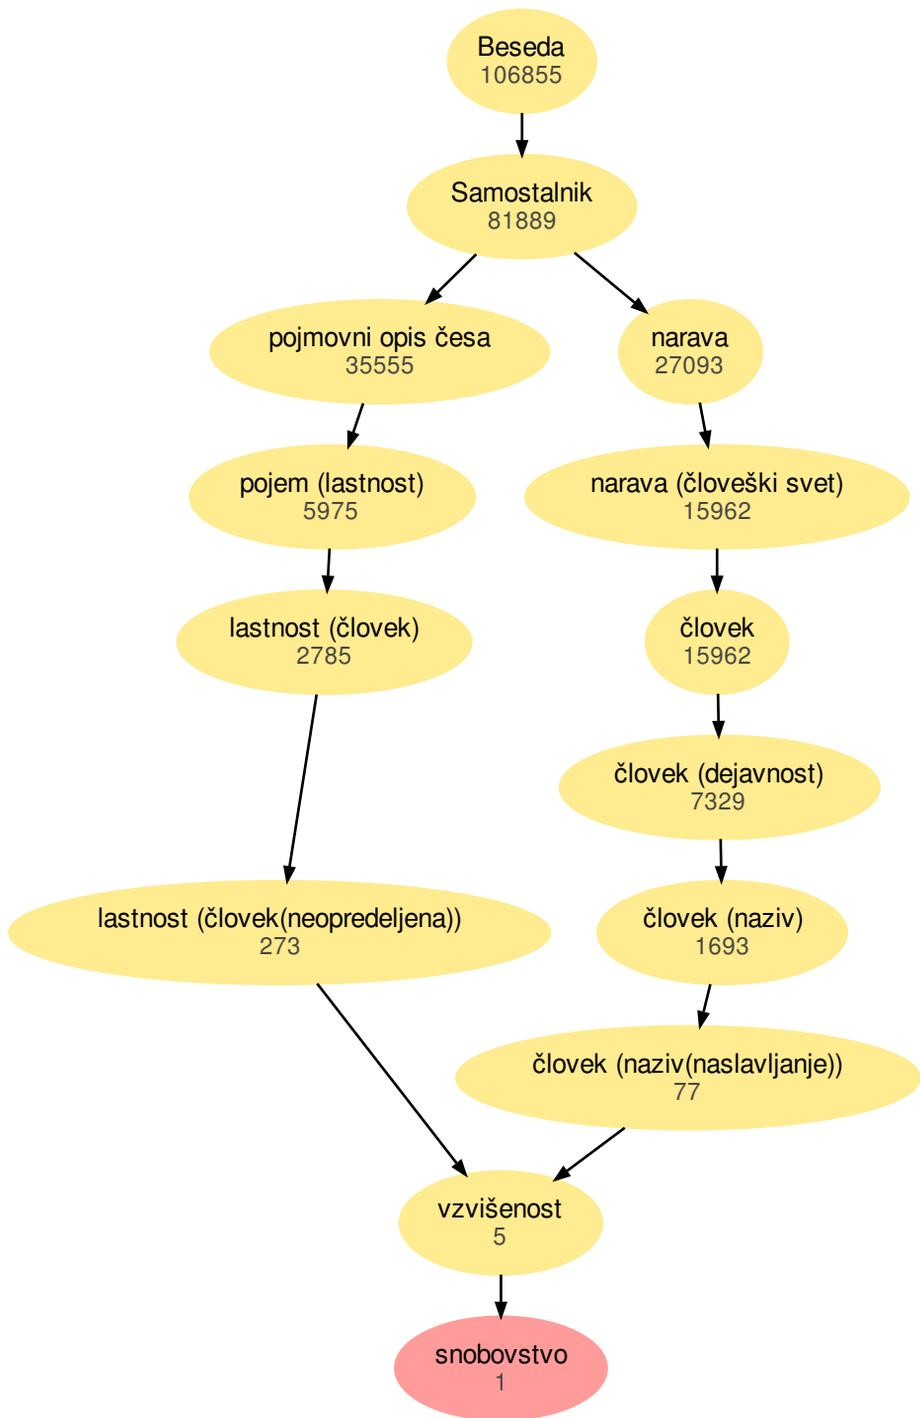 Beseda
106855
Samostalnik
81889
pojmovni opis česa
35555
narava
27093
pojem (lastnost)
5975
narava (človeški svet)
15962
lastnost (človek)
2785
človek
15962
človek (dejavnost)
7329
lastnost (človek(neopredeljena))
273
človek (naziv)
1693
človek (naziv(naslavljanje))
77
vzvišenost
5
snobovstvo
1